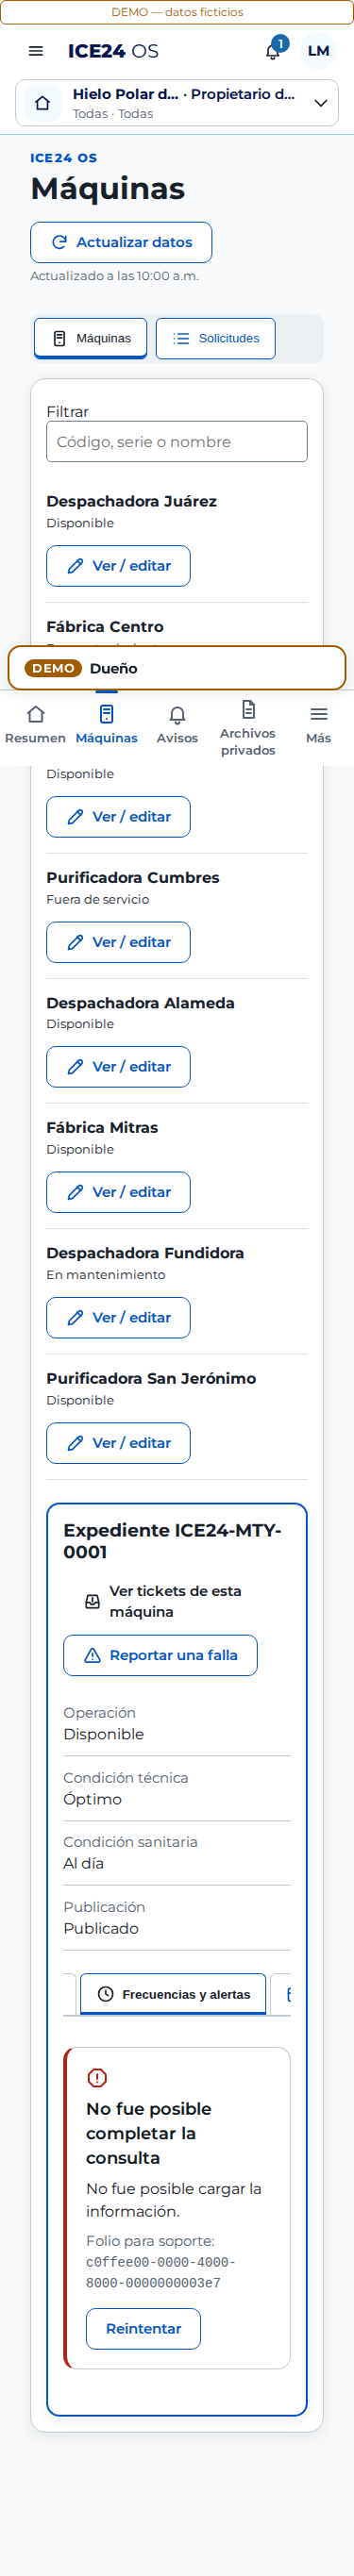 DEMO — datos ficticios
ICE24 OS
1
LM
Hielo Polar d... · Propietario d...
Todas · Todas
ICE24 OS
Máquinas
Actualizar datos
Actualizado a las 10:00 a.m.
Máquinas
Solicitudes
Filtrar
Código, serie o nombre
Despachadora Juárez
Disponible
Ver / editar
Fábrica Centro
DEMO Dueño
Resumen
Máquinas
Avisos
Archivos
privados
Más
Disponible
Ver / editar
Purificadora Cumbres
Fuera de servicio
Ver / editar
Despachadora Alameda
Disponible
Ver / editar
Fábrica Mitras
Disponible
Ver / editar
Despachadora Fundidora
En mantenimiento
Ver / editar
Purificadora San Jerónimo
Disponible
Ver / editar
Expediente ICE24-MTY-
0001
Ver tickets de esta
máquina
Reportar una falla
Operación
Disponible
Condición técnica
Óptimo
Condición sanitaria
Al día
Publicación
Publicado
Frecuencias y alertas
No fue posible
completar la
consulta
No fue posible cargar la
información.
Folio para soporte:
c0ffee00-0000-4000-
8000-0000000003e7
Reintentar